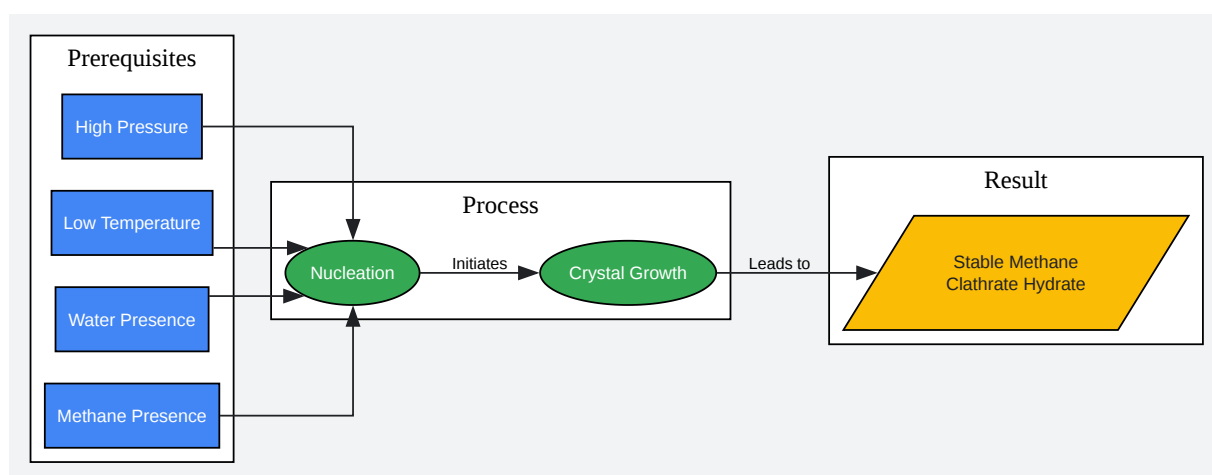 Prerequisites
High Pressure
Low Temperature
Water Presence
Methane Presence
Process
Nucleation
Initiates
Crystal Growth
Leads to
Result
Stable Methane
Clathrate Hydrate